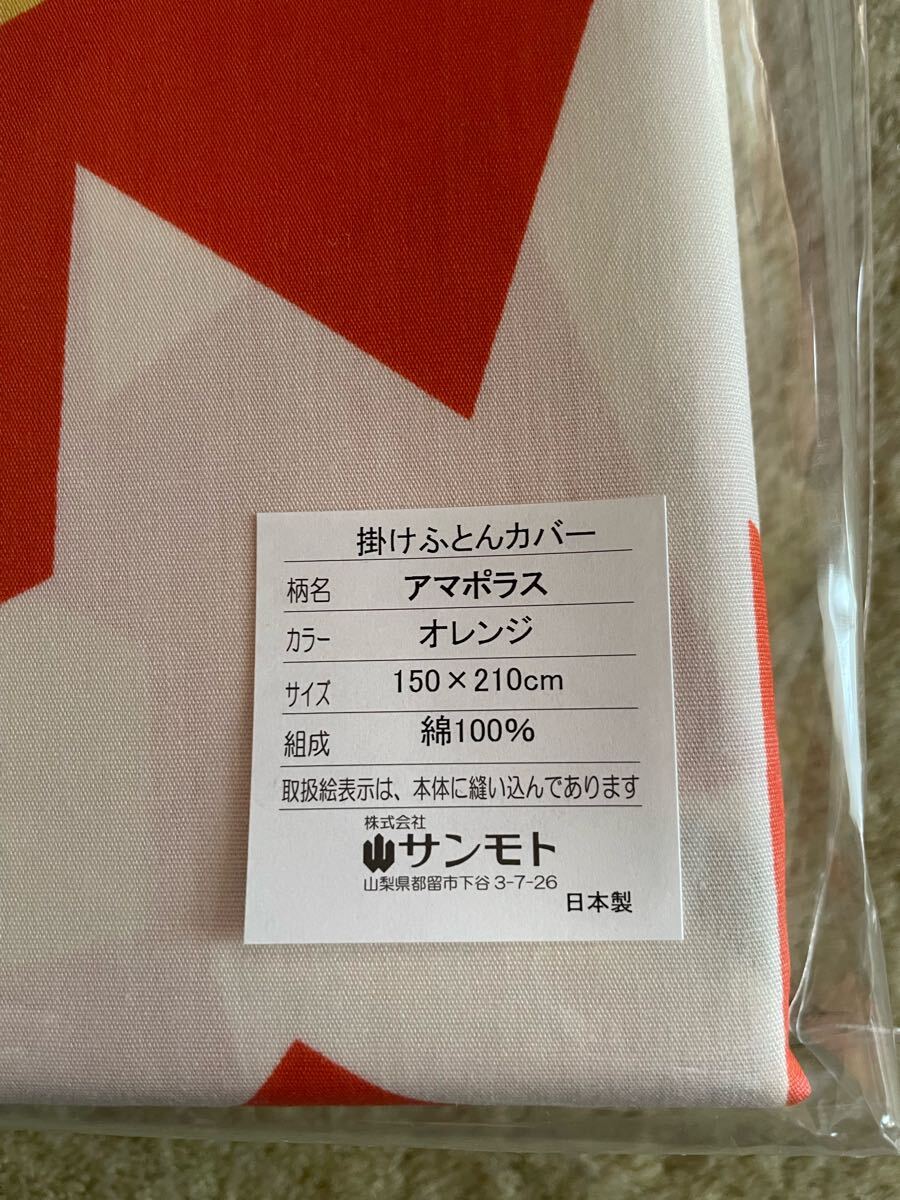 掛けふとんカバー
柄名 アマポラス
カラー オレンジ
サイズ 150×210cm
組成 綿100%
取扱絵表示は、本体に縫い込んであります
株式会社
サンモト
山梨県都留市下谷3-7-26
日本製